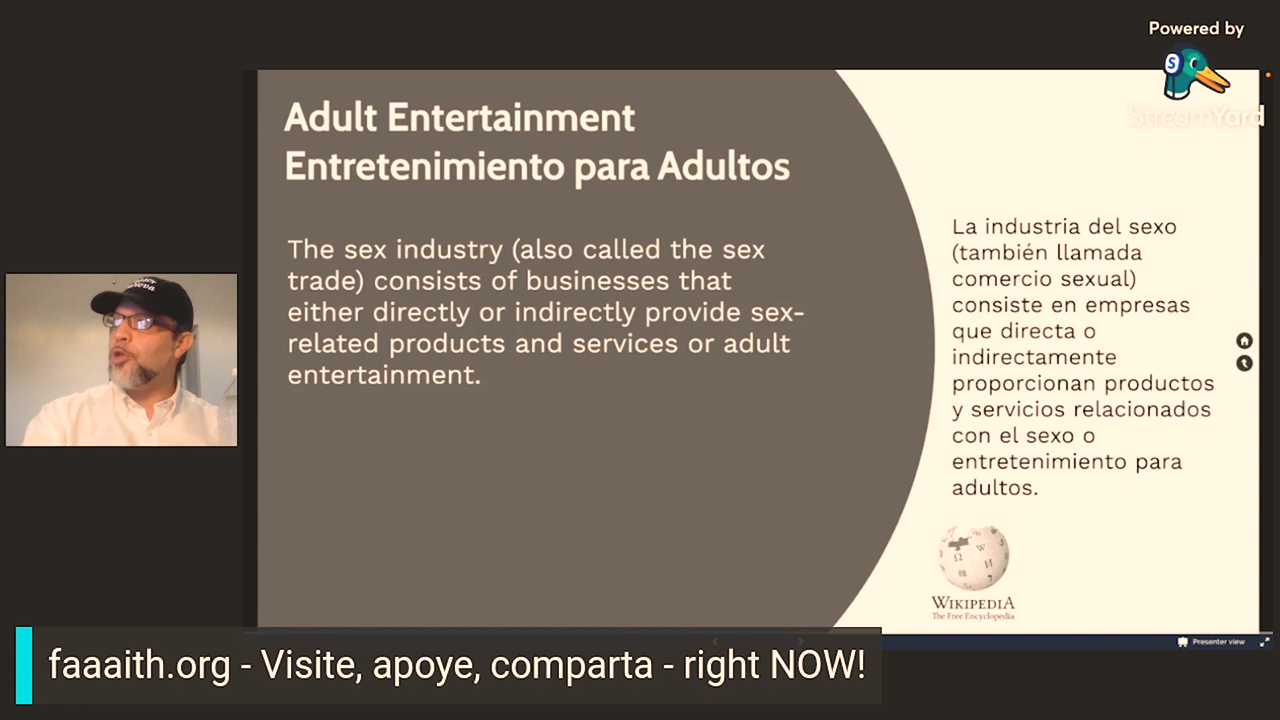 Powered by
StreamYard
Adult Entertainment
Entretenimiento para Adultos
The sex industry (also called the sex
trade) consists of businesses that
either directly or indirectly provide sex-
related products and services or adult
entertainment.
La industria del sexo
(también llamada
comercio sexual)
consiste en empresas
que directa o
indirectamente
proporcionan productos
y servicios relacionados
con el sexo o
entretenimiento para
adultos.
WIKIPEDIA
The Free Encyclopedia
Presenter view
faaaith.org - Visite, apoye, comparta - right NOW!